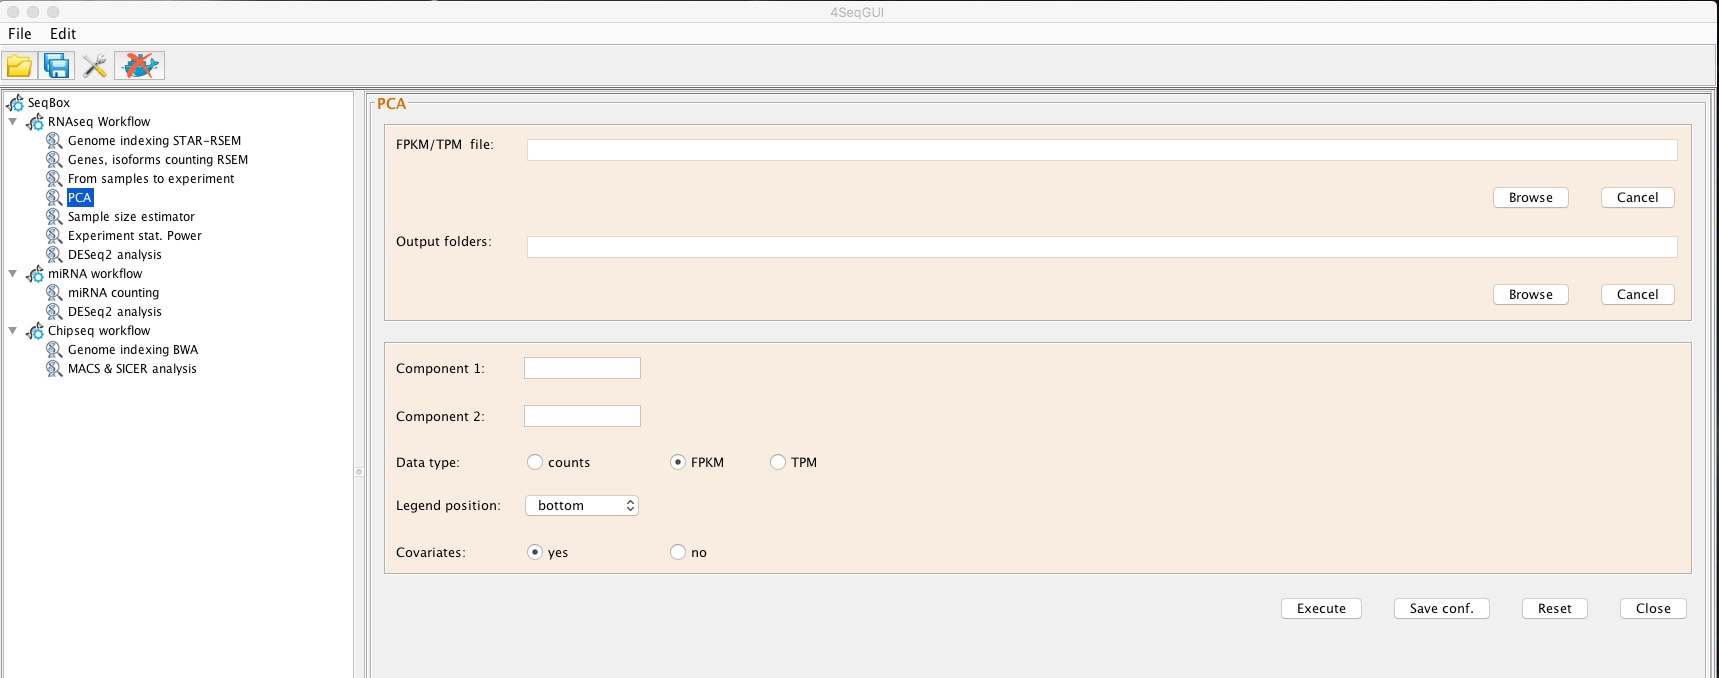 4SeqGUI
File Edit
SeqBox
RNAseq Workflow
Genome indexing STAR-RSEM
Genes, isoforms counting RSEM
From samples to experiment
PCA
Sample size estimator
Experiment stat. Power
DESeq2 analysis
miRNA workflow
miRNA counting
DESeq2 analysis
Chipseq workflow
Genome indexing BWA
MACS & SICER analysis
PCA
FPKM/TPM file:
Browse Cancel
Output folders:
Browse Cancel
Component 1:
Component 2:
Data type: counts FPKM TPM
Legend position: bottom
Covariates: yes no
Execute Save conf. Reset Close